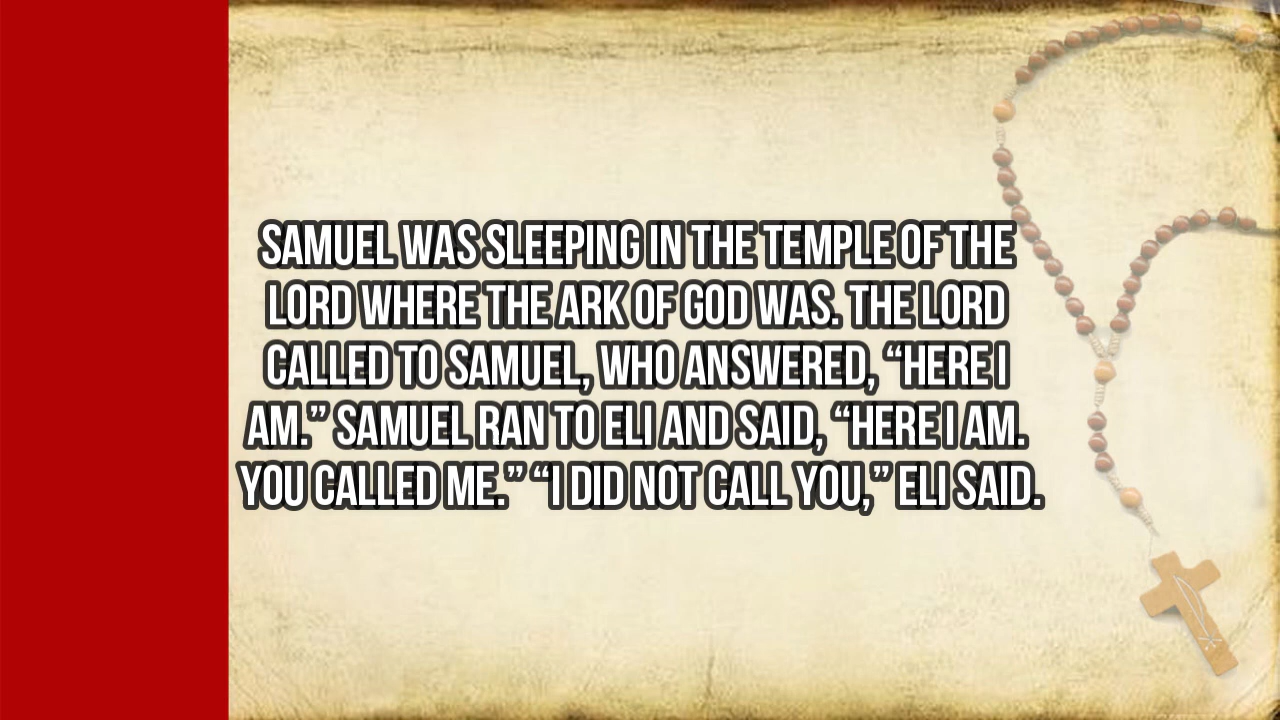 SAMUEL WAS SLEEPING IN THE TEMPLE OF THE
LORD WHERE THE ARK OF GOD WAS. THE LORD
CALLED TO SAMUEL, WHO ANSWERED, “HERE I
AM.” SAMUEL RAN TO ELI AND SAID, “HERE I AM.
YOU CALLED ME.” “I DID NOT CALL YOU,” ELI SAID.